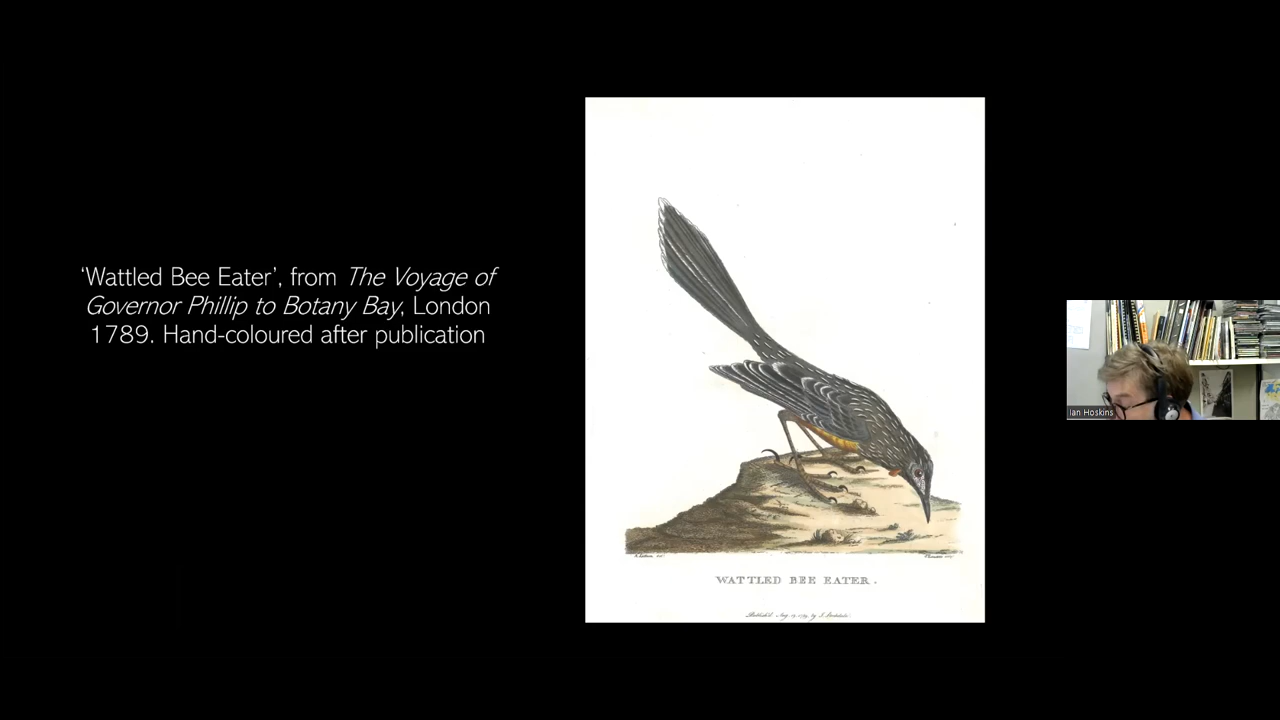 ‘Wattled Bee Eater’, from The Voyage of
Governor Phillip to Botany Bay, London
1789. Hand-coloured after publication
WATTLED BEE EATER.
Ian Hoskins